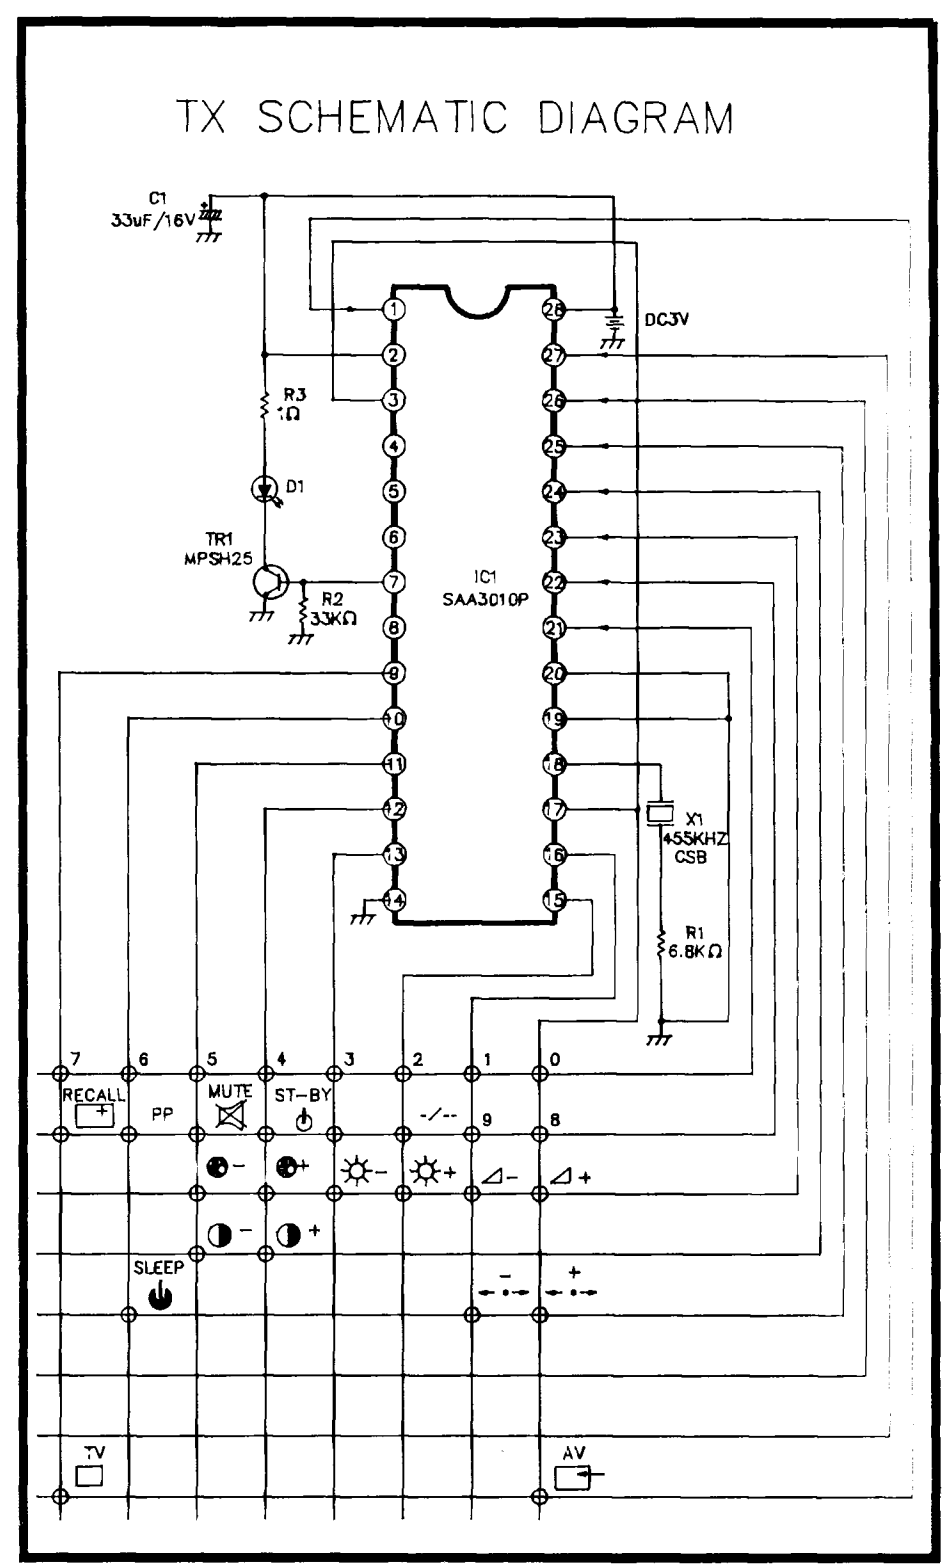 TX SCHEMATIC DIAGRAM
C1
33uF/16V
+
1
28
DC3V
2
27
R3
1Ω
3
26
4
25
D1
5
24
TR1
MPSH25
6
23
7
22
IC1
SAA3010P
R2
33KΩ
8
21
9
20
10
19
11
18
12
17
X1
455KHZ
CSB
13
16
14
15
R1
6.8KΩ
7 6 5 4 3 2 1 0
RECALL
+
PP
MUTE
ST-BY
-/--
9
8
- + - + - +
- +
SLEEP
- +
TV
AV